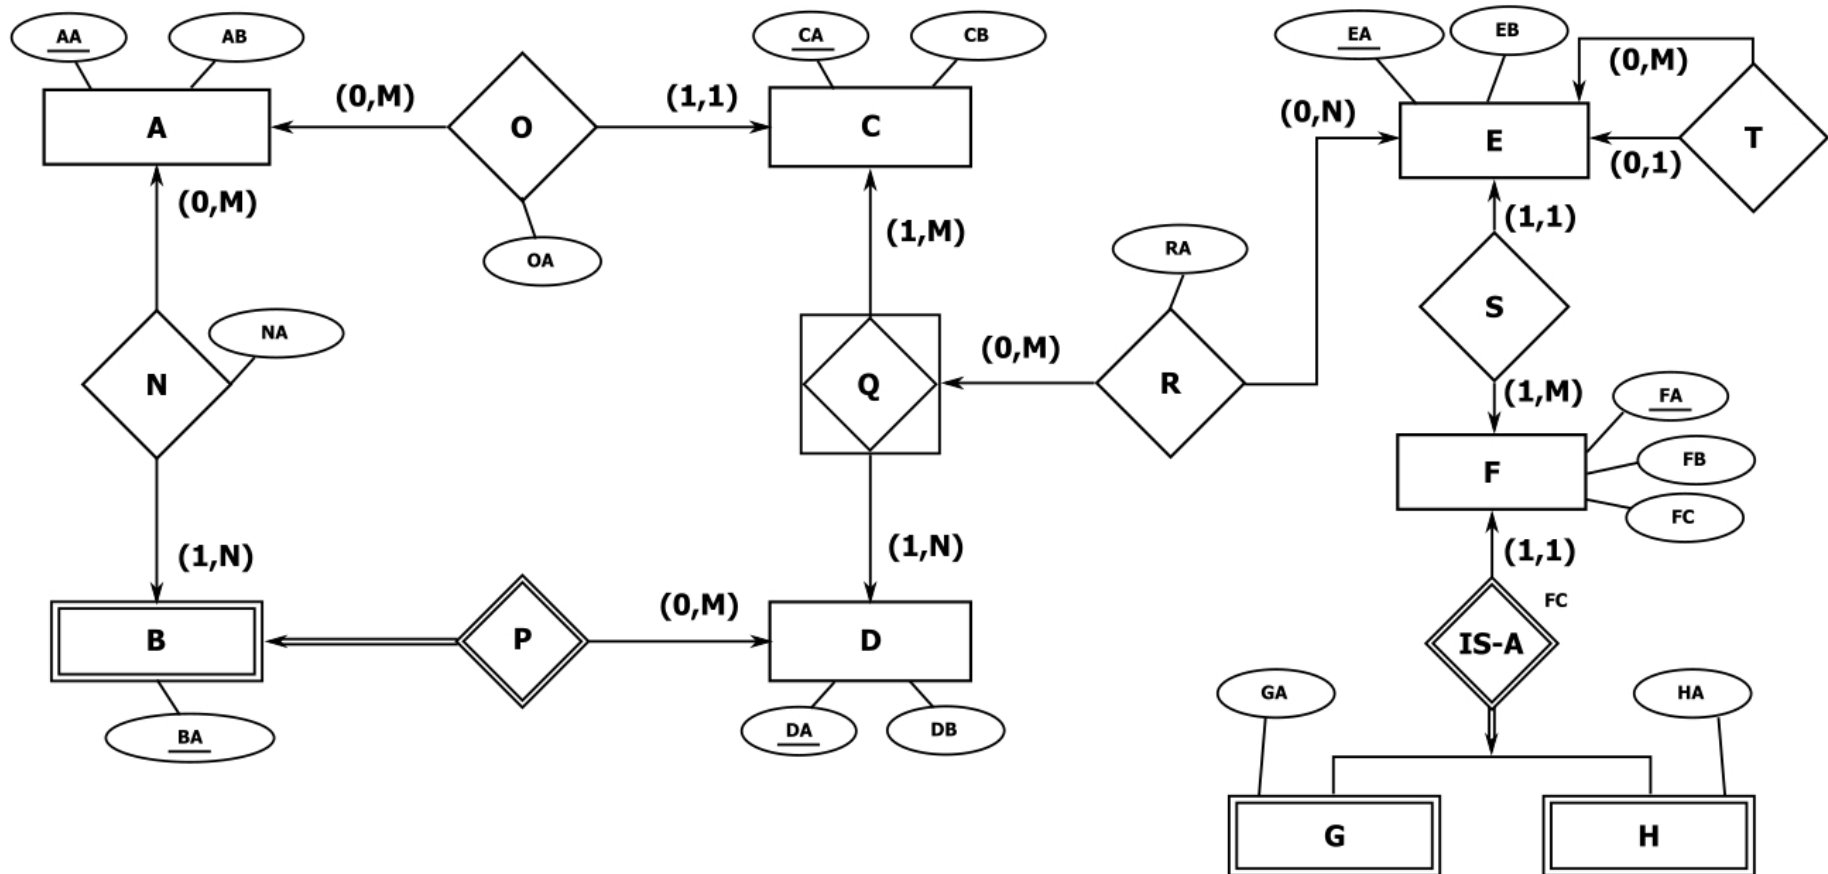 AA
AB
CA
CB
EA
EB
(0,M)
A
(0,M)
O
(1,1)
C
(0,N)
E
T
(0,1)
(0,M)
(1,M)
RA
(1,1)
OA
NA
S
N
Q
(0,M)
R
(1,M)
FA
FB
F
FC
(1,N)
(1,N)
(1,1)
FC
B
P
(0,M)
D
IS-A
BA
DA
DB
GA
HA
G
H